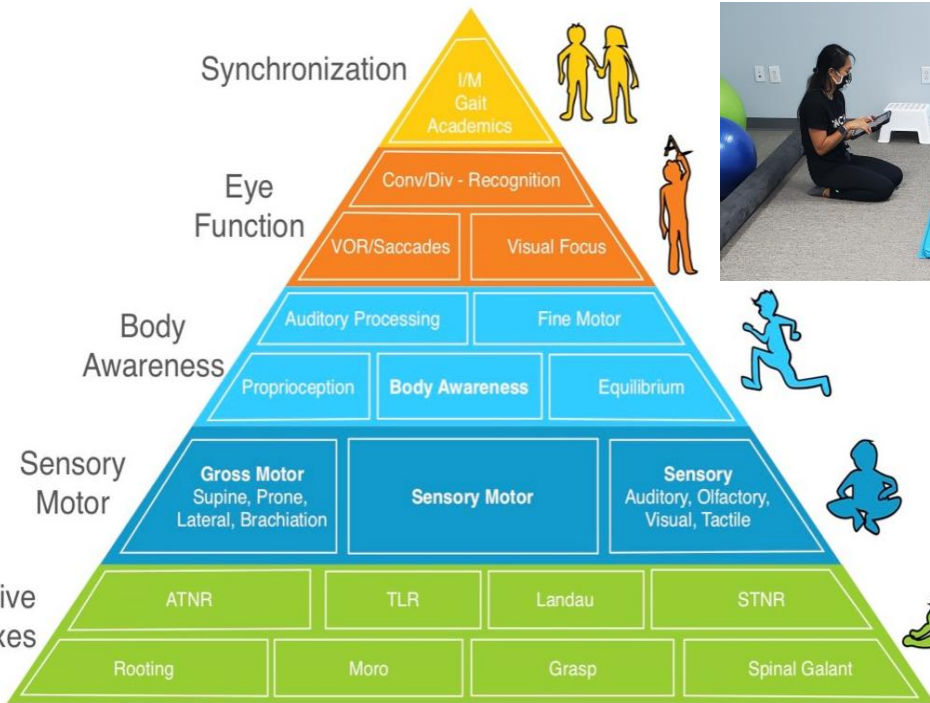 Synchronization
I/M
Gait
Academics
Eye
Function
Conv/Div - Recognition
VOR/Saccades
Visual Focus
Body
Awareness
Auditory Processing
Fine Motor
Proprioception
Body Awareness
Equilibrium
Sensory
Motor
Gross Motor
Supine, Prone,
Lateral, Brachiation
Sensory Motor
Sensory
Auditory, Olfactory,
Visual, Tactile
ive
xes
ATNR
TLR
Landau
STNR
Rooting
Moro
Grasp
Spinal Galant
A